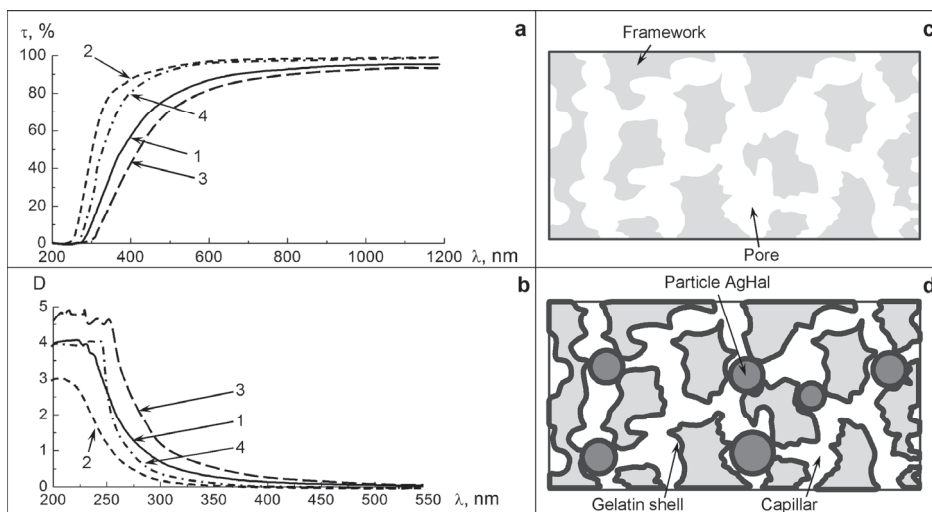 τ, %
a
100
80
60
40
20
0
2
4
1
3
200
400
600
800
1000
1200
λ, nm
c
Framework
Pore
D
b
5
4
3
2
1
0
3
1
4
2
200
250
300
350
400
450
500
550
λ, nm
d
Particle AgHal
Gelatin shell
Capillar